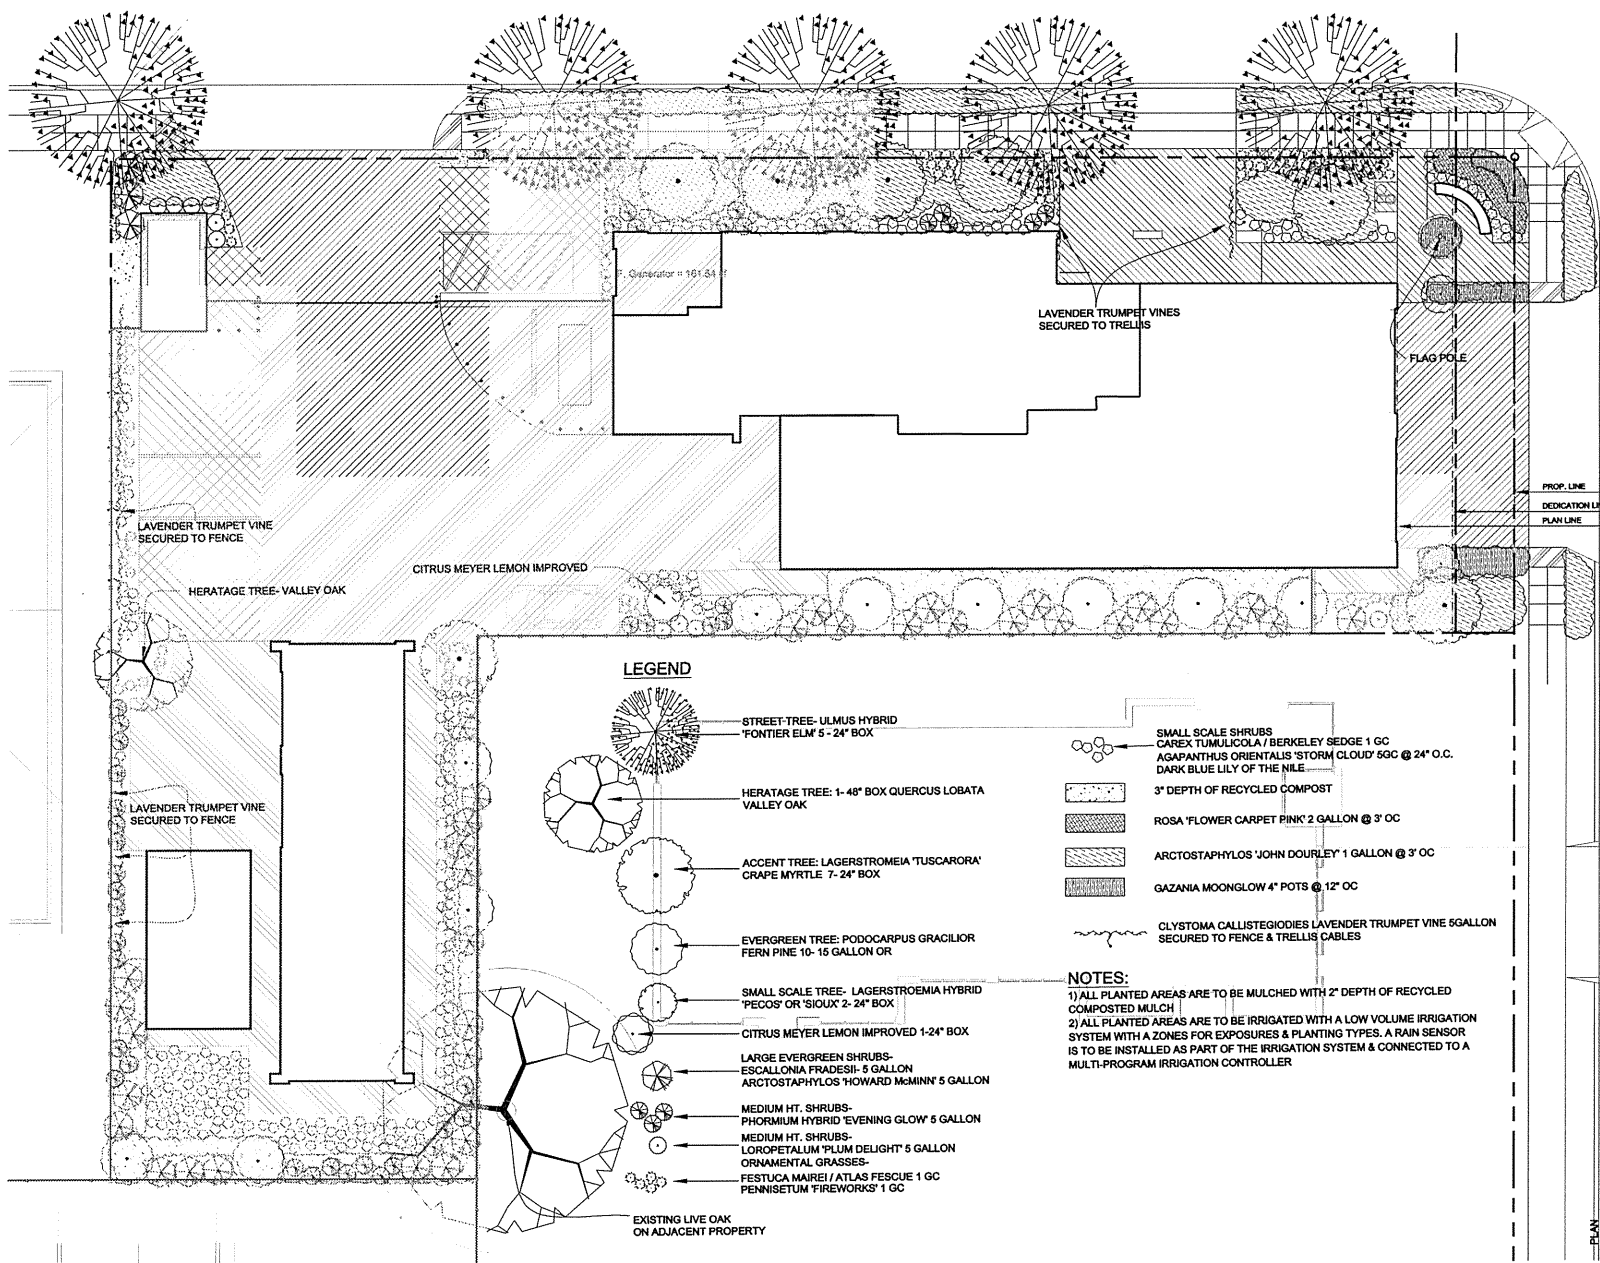 F. Generator = 161.54 ft
LAVENDER TRUMPET VINES
SECURED TO TRELLIS
FLAG POLE
PROP. LINE
DEDICATION LI
PLAN LINE
LAVENDER TRUMPET VINE
SECURED TO FENCE
CITRUS MEYER LEMON IMPROVED
HERATAGE TREE- VALLEY OAK
LAVENDER TRUMPET VINE
SECURED TO FENCE
LEGEND
STREET-TREE- ULMUS HYBRID
'FONTIER ELM' 5 - 24" BOX
HERATAGE TREE: 1- 48" BOX QUERCUS LOBATA
VALLEY OAK
ACCENT TREE: LAGERSTROMEIA 'TUSCARORA'
CRAPE MYRTLE 7- 24" BOX
EVERGREEN TREE: PODOCARPUS GRACILIOR
FERN PINE 10- 15 GALLON OR
SMALL SCALE TREE- LAGERSTROEMIA HYBRID
'PECOS' OR 'SIOUX' 2- 24" BOX
CITRUS MEYER LEMON IMPROVED 1-24" BOX
LARGE EVERGREEN SHRUBS-
ESCALLONIA FRADESII- 5 GALLON
ARCTOSTAPHYLOS 'HOWARD McMINN' 5 GALLON
MEDIUM HT. SHRUBS-
PHORMIUM HYBRID 'EVENING GLOW' 5 GALLON
MEDIUM HT. SHRUBS-
LOROPETALUM 'PLUM DELIGHT' 5 GALLON
ORNAMENTAL GRASSES-
FESTUCA MAIREI / ATLAS FESCUE 1 GC
PENNISETUM 'FIREWORKS' 1 GC
EXISTING LIVE OAK
ON ADJACENT PROPERTY
SMALL SCALE SHRUBS
CAREX TUMULICOLA / BERKELEY SEDGE 1 GC
AGAPANTHUS ORIENTALIS 'STORM CLOUD' 5GC @ 24" O.C.
DARK BLUE LILY OF THE NILE
3" DEPTH OF RECYCLED COMPOST
ROSA 'FLOWER CARPET PINK' 2 GALLON @ 3' OC
ARCTOSTAPHYLOS 'JOHN DOURLEY' 1 GALLON @ 3' OC
GAZANIA MOONGLOW 4" POTS @ 12" OC
CLYSTOMA CALLISTEGIODIES LAVENDER TRUMPET VINE 5GALLON
SECURED TO FENCE & TRELLIS CABLES
NOTES:
1) ALL PLANTED AREAS ARE TO BE MULCHED WITH 2" DEPTH OF RECYCLED
COMPOSTED MULCH
2) ALL PLANTED AREAS ARE TO BE IRRIGATED WITH A LOW VOLUME IRRIGATION
SYSTEM WITH A ZONES FOR EXPOSURES & PLANTING TYPES. A RAIN SENSOR
IS TO BE INSTALLED AS PART OF THE IRRIGATION SYSTEM & CONNECTED TO A
MULTI-PROGRAM IRRIGATION CONTROLLER
PLAN